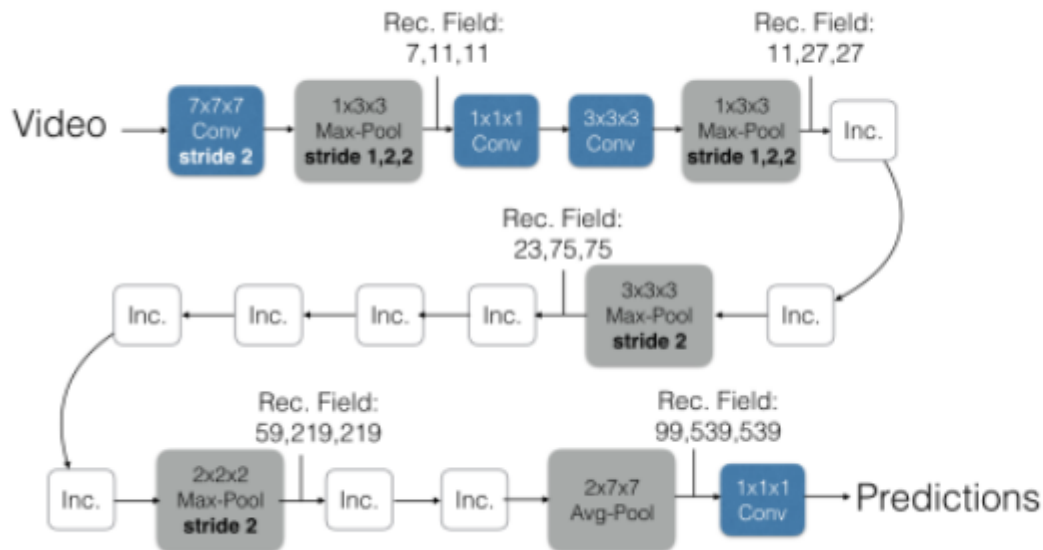 Rec. Field:
7,11,11
Rec. Field:
11,27,27
Video
7x7x7
Conv
stride 2
1x3x3
Max-Pool
stride 1,2,2
1x1x1
Conv
3x3x3
Conv
1x3x3
Max-Pool
stride 1,2,2
Inc.
Rec. Field:
23,75,75
Inc.
Inc.
Inc.
Inc.
3x3x3
Max-Pool
stride 2
Inc.
Rec. Field:
59,219,219
Rec. Field:
99,539,539
Inc.
2x2x2
Max-Pool
stride 2
Inc.
Inc.
2x7x7
Avg-Pool
1x1x1
Conv
Predictions